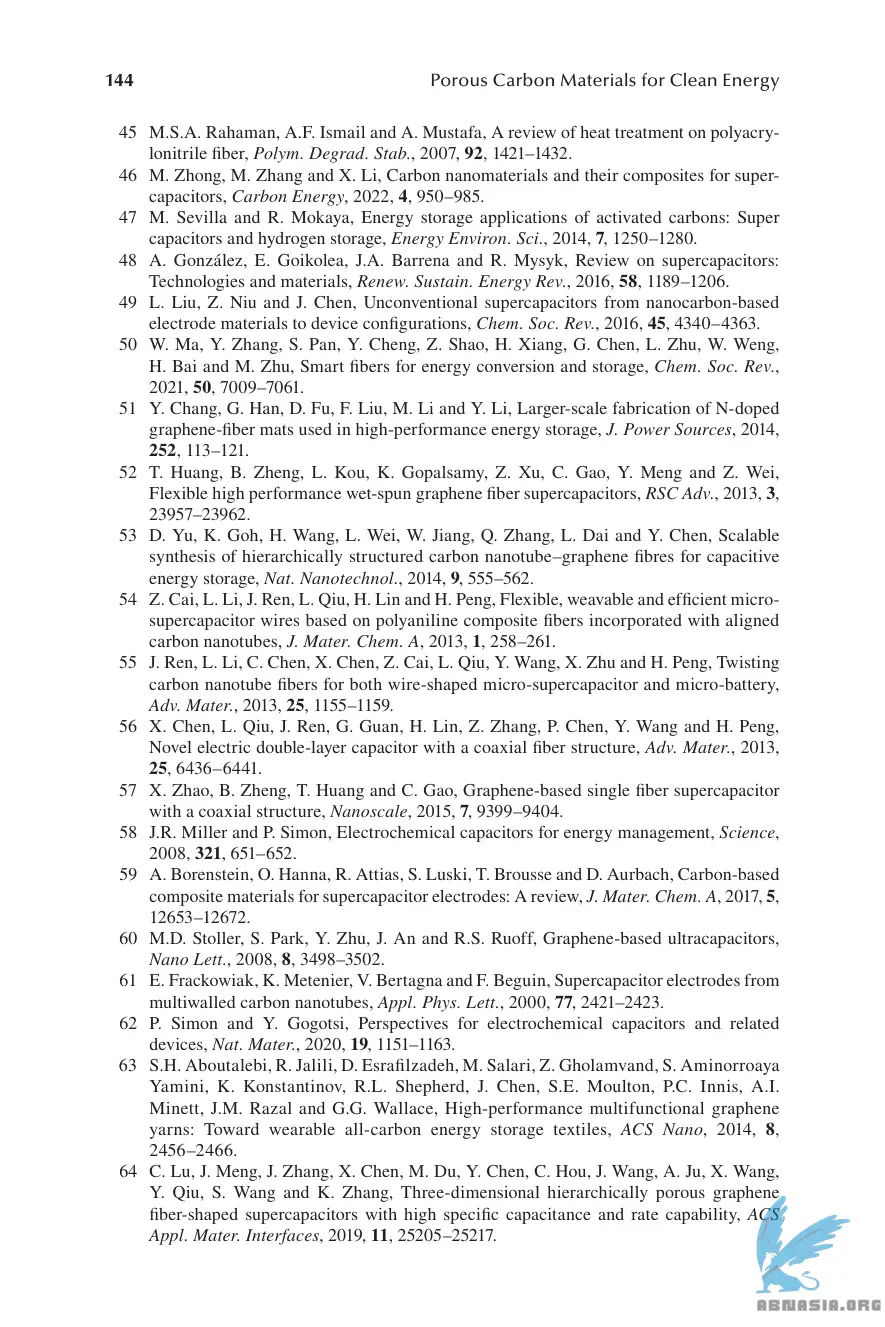 144 Porous Carbon Materials for Clean Energy
45 M.S.A. Rahaman, A.F. Ismail and A. Mustafa, A review of heat treatment on polyacry-
lonitrile fiber, Polym. Degrad. Stab., 2007, 92, 1421–1432.
46 M. Zhong, M. Zhang and X. Li, Carbon nanomaterials and their composites for super-
capacitors, Carbon Energy, 2022, 4, 950–985.
47 M. Sevilla and R. Mokaya, Energy storage applications of activated carbons: Super
capacitors and hydrogen storage, Energy Environ. Sci., 2014, 7, 1250–1280.
48 A. González, E. Goikolea, J.A. Barrena and R. Mysyk, Review on supercapacitors:
Technologies and materials, Renew. Sustain. Energy Rev., 2016, 58, 1189–1206.
49 L. Liu, Z. Niu and J. Chen, Unconventional supercapacitors from nanocarbon-based
electrode materials to device configurations, Chem. Soc. Rev., 2016, 45, 4340–4363.
50 W. Ma, Y. Zhang, S. Pan, Y. Cheng, Z. Shao, H. Xiang, G. Chen, L. Zhu, W. Weng,
H. Bai and M. Zhu, Smart fibers for energy conversion and storage, Chem. Soc. Rev.,
2021, 50, 7009–7061.
51 Y. Chang, G. Han, D. Fu, F. Liu, M. Li and Y. Li, Larger-scale fabrication of N-doped
graphene-fiber mats used in high-performance energy storage, J. Power Sources, 2014,
252, 113–121.
52 T. Huang, B. Zheng, L. Kou, K. Gopalsamy, Z. Xu, C. Gao, Y. Meng and Z. Wei,
Flexible high performance wet-spun graphene fiber supercapacitors, RSC Adv., 2013, 3,
23957–23962.
53 D. Yu, K. Goh, H. Wang, L. Wei, W. Jiang, Q. Zhang, L. Dai and Y. Chen, Scalable
synthesis of hierarchically structured carbon nanotube–graphene fibres for capacitive
energy storage, Nat. Nanotechnol., 2014, 9, 555–562.
54 Z. Cai, L. Li, J. Ren, L. Qiu, H. Lin and H. Peng, Flexible, weavable and efficient micro-
supercapacitor wires based on polyaniline composite fibers incorporated with aligned
carbon nanotubes, J. Mater. Chem. A, 2013, 1, 258–261.
55 J. Ren, L. Li, C. Chen, X. Chen, Z. Cai, L. Qiu, Y. Wang, X. Zhu and H. Peng, Twisting
carbon nanotube fibers for both wire-shaped micro-supercapacitor and micro-battery,
Adv. Mater., 2013, 25, 1155–1159.
56 X. Chen, L. Qiu, J. Ren, G. Guan, H. Lin, Z. Zhang, P. Chen, Y. Wang and H. Peng,
Novel electric double-layer capacitor with a coaxial fiber structure, Adv. Mater., 2013,
25, 6436–6441.
57 X. Zhao, B. Zheng, T. Huang and C. Gao, Graphene-based single fiber supercapacitor
with a coaxial structure, Nanoscale, 2015, 7, 9399–9404.
58 J.R. Miller and P. Simon, Electrochemical capacitors for energy management, Science,
2008, 321, 651–652.
59 A. Borenstein, O. Hanna, R. Attias, S. Luski, T. Brousse and D. Aurbach, Carbon-based
composite materials for supercapacitor electrodes: A review, J. Mater. Chem. A, 2017, 5,
12653–12672.
60 M.D. Stoller, S. Park, Y. Zhu, J. An and R.S. Ruoff, Graphene-based ultracapacitors,
Nano Lett., 2008, 8, 3498–3502.
61 E. Frackowiak, K. Metenier, V. Bertagna and F. Beguin, Supercapacitor electrodes from
multiwalled carbon nanotubes, Appl. Phys. Lett., 2000, 77, 2421–2423.
62 P. Simon and Y. Gogotsi, Perspectives for electrochemical capacitors and related
devices, Nat. Mater., 2020, 19, 1151–1163.
63 S.H. Aboutalebi, R. Jalili, D. Esrafilzadeh, M. Salari, Z. Gholamvand, S. Aminorroaya
Yamini, K. Konstantinov, R.L. Shepherd, J. Chen, S.E. Moulton, P.C. Innis, A.I.
Minett, J.M. Razal and G.G. Wallace, High-performance multifunctional graphene
yarns: Toward wearable all-carbon energy storage textiles, ACS Nano, 2014, 8,
2456–2466.
64 C. Lu, J. Meng, J. Zhang, X. Chen, M. Du, Y. Chen, C. Hou, J. Wang, A. Ju, X. Wang,
Y. Qiu, S. Wang and K. Zhang, Three-dimensional hierarchically porous graphene
fiber-shaped supercapacitors with high specific capacitance and rate capability, ACS
Appl. Mater. Interfaces, 2019, 11, 25205–25217.
ABNASIA.ORG